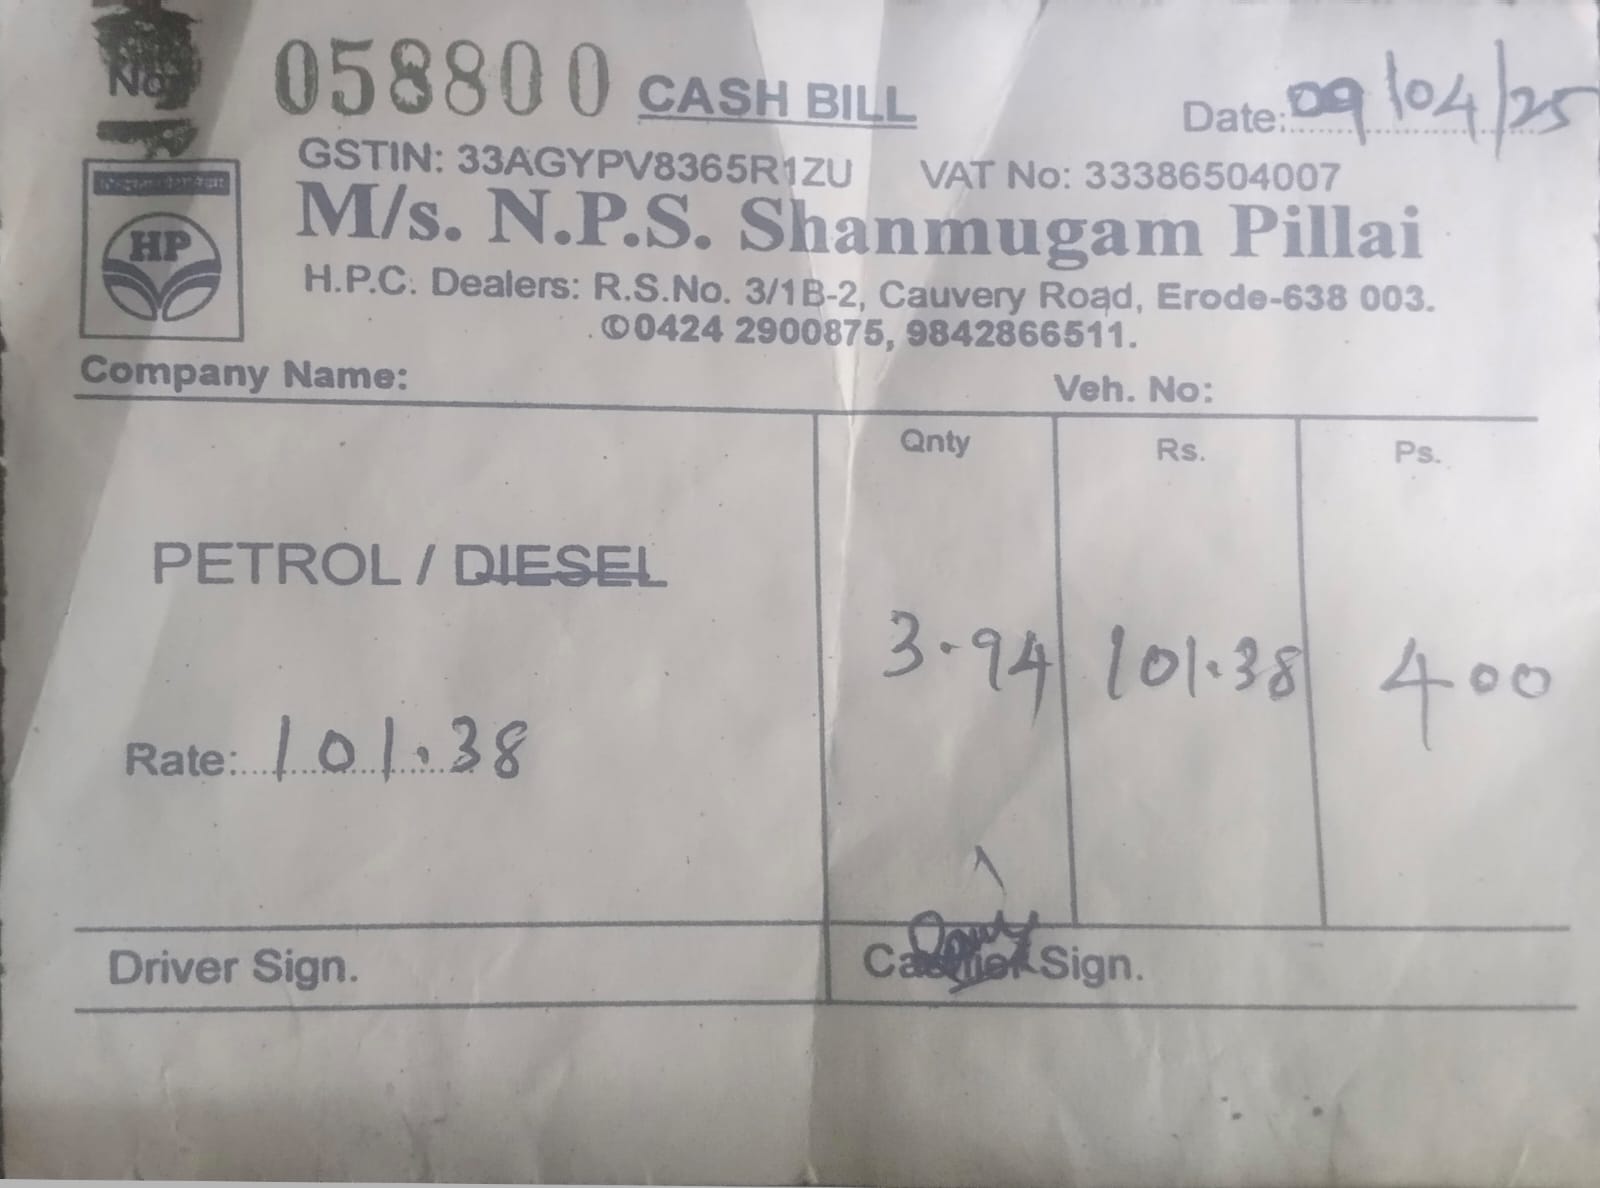 No. 058800 CASH BILL Date: 09/04/25
GSTIN: 33AGYPV8365R1ZU VAT No: 33386504007
HP
M/s. N.P.S. Shanmugam Pillai
H.P.C. Dealers: R.S.No. 3/1B-2, Cauvery Road, Erode-638 003.
✆0424 2900875, 9842866511.
Company Name: Veh. No:
Qnty Rs. Ps.
PETROL / DIESEL
3.94 101.38 400
Rate: 101.38
Driver Sign. Cashier Sign.